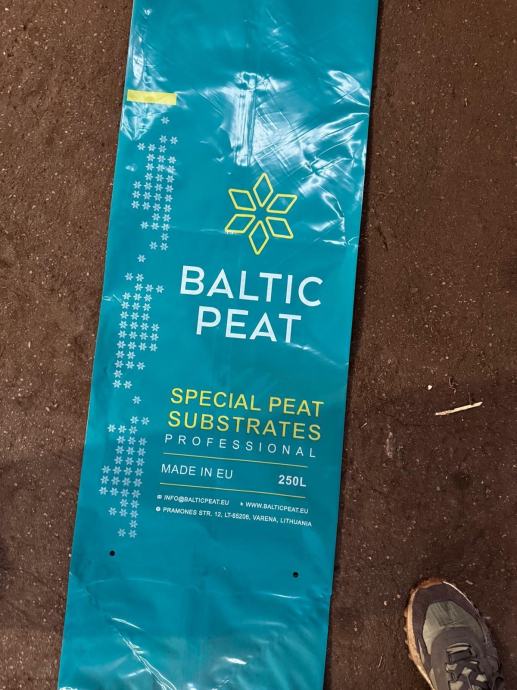 BALTIC
PEAT
SPECIAL PEAT
SUBSTRATES
PROFESSIONAL
MADE IN EU 250L
INFO@BALTICPEAT.EU WWW.BALTICPEAT.EU
PRAMONES STR. 12, LT-65206, VARENA, LITHUANIA